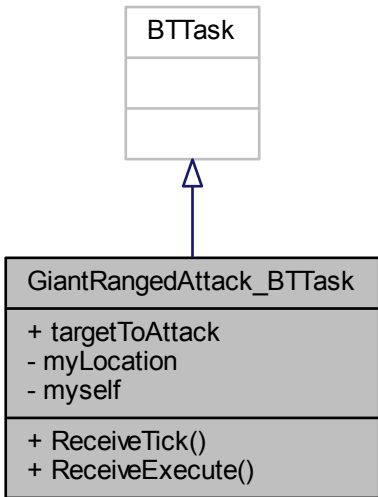 BTTask
GiantRangedAttack_BTTask
+ targetToAttack
- myLocation
- myself
+ ReceiveTick()
+ ReceiveExecute()